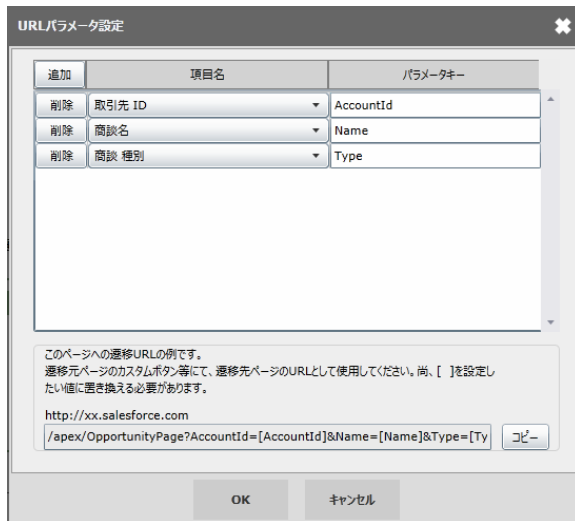 URLパラメータ設定
追加 項目名 パラメータキー
削除 取引先 ID AccountId
削除 商談名 Name
削除 商談 種別 Type
このページへの遷移URLの例です。
遷移元ページのカスタムボタン等にて、遷移先ページのURLとして使用してください。尚、[ ]を設定し
たい値に置き換える必要があります。
http://xx.salesforce.com
/apex/OpportunityPage?AccountId=[AccountId]&Name=[Name]&Type=[Ty コピー
OK キャンセル